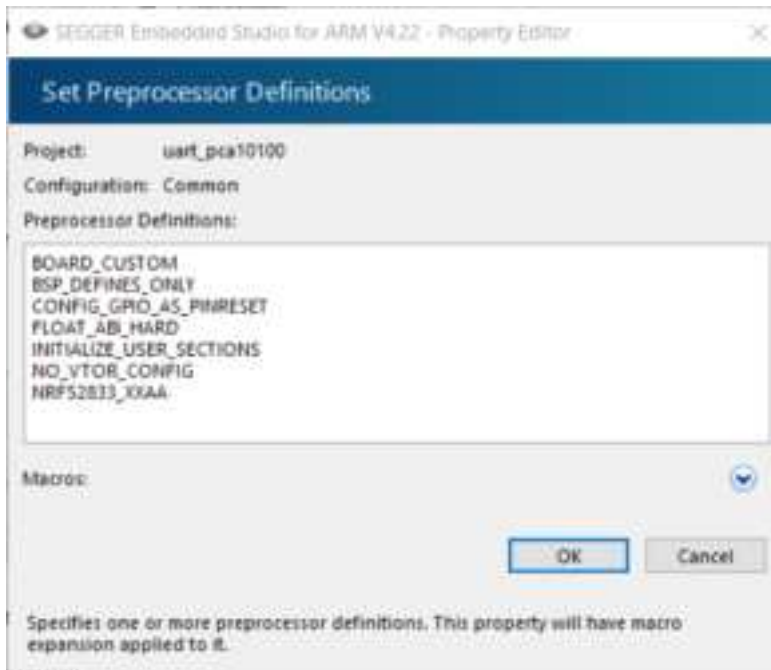 SEGGER Embedded Studio for ARM V4.22 - Property Editor
Set Preprocessor Definitions
Project: uart_pca10100
Configuration: Common
Preprocessor Definitions:
BOARD_CUSTOM
BSP_DEFINES_ONLY
CONFIG_GPIO_AS_PINRESET
FLOAT_ABI_HARD
INITIALIZE_USER_SECTIONS
NO_VTOR_CONFIG
NRF52833_XXAA
Macros:
OK Cancel
Specifies one or more preprocessor definitions. This property will have macro
expansion applied to it.